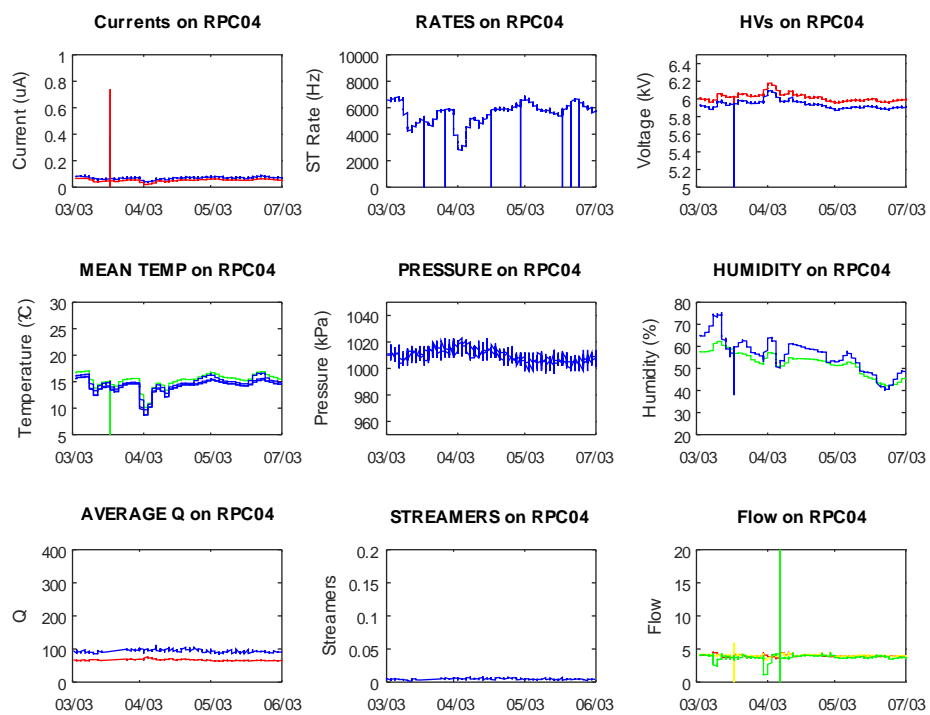 Currents on RPC04
Current (uA)
1
0.8
0.6
0.4
0.2
0
03/03 04/03 05/03 07/03
RATES on RPC04
ST Rate (Hz)
10000
8000
6000
4000
2000
0
03/03 04/03 05/03 07/03
HVs on RPC04
Voltage (kV)
6.4
6.2
6
5.8
5.6
5.4
5.2
5
03/03 04/03 05/03 07/03
MEAN TEMP on RPC04
Temperature (?C)
30
25
20
15
10
5
03/03 04/03 05/03 07/03
PRESSURE on RPC04
Pressure (kPa)
1040
1020
1000
980
960
03/03 04/03 05/03 07/03
HUMIDITY on RPC04
Humidity (%)
80
70
60
50
40
30
20
03/03 04/03 05/03 07/03
AVERAGE Q on RPC04
Q
400
300
200
100
0
03/03 04/03 05/03 06/03
STREAMERS on RPC04
Streamers
0.2
0.15
0.1
0.05
0
03/03 04/03 05/03 06/03
Flow on RPC04
Flow
20
15
10
5
0
03/03 04/03 05/03 07/03